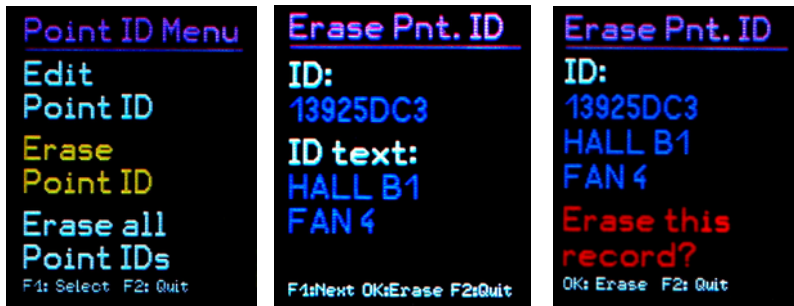 Point ID Menu
Edit
Point ID
Erase
Point ID
Erase all
Point IDs
F1: Select F2: Quit
Erase Pnt. ID
ID:
13925DC3
ID text:
HALL B1
FAN 4
F1:Next OK:Erase F2:Quit
Erase Pnt. ID
ID:
13925DC3
HALL B1
FAN 4
Erase this
record?
OK: Erase F2: Quit